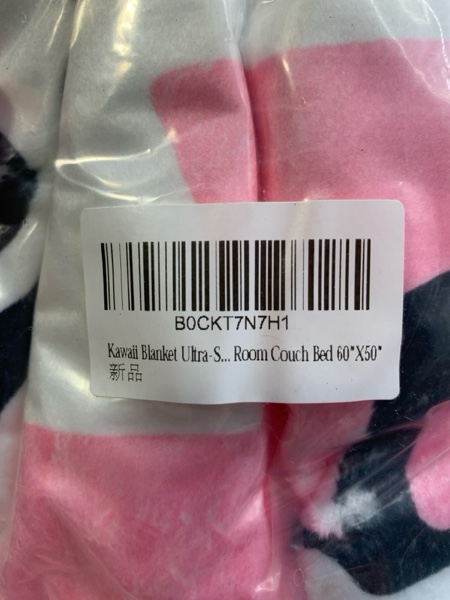 B0CKT7N7H1
Kawaii Blanket Ultra-S... Room Couch Bed 60"X50"
新品